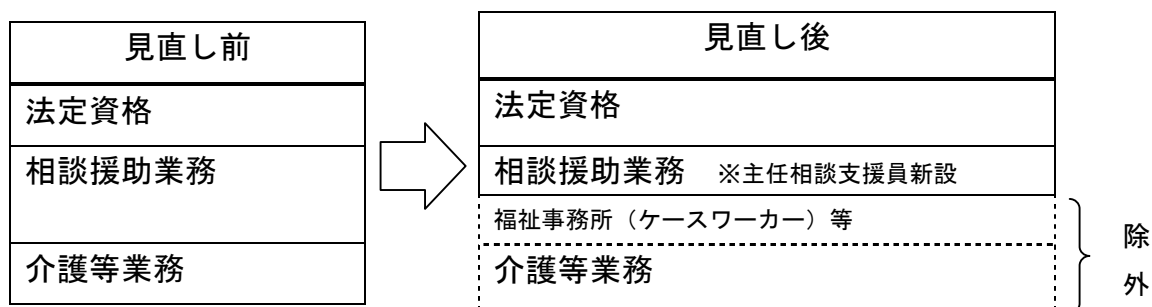 見直し前
法定資格
相談援助業務
介護等業務
見直し後
法定資格
相談援助業務 ※主任相談支援員新設
福祉事務所（ケースワーカー）等
介護等業務
除
外